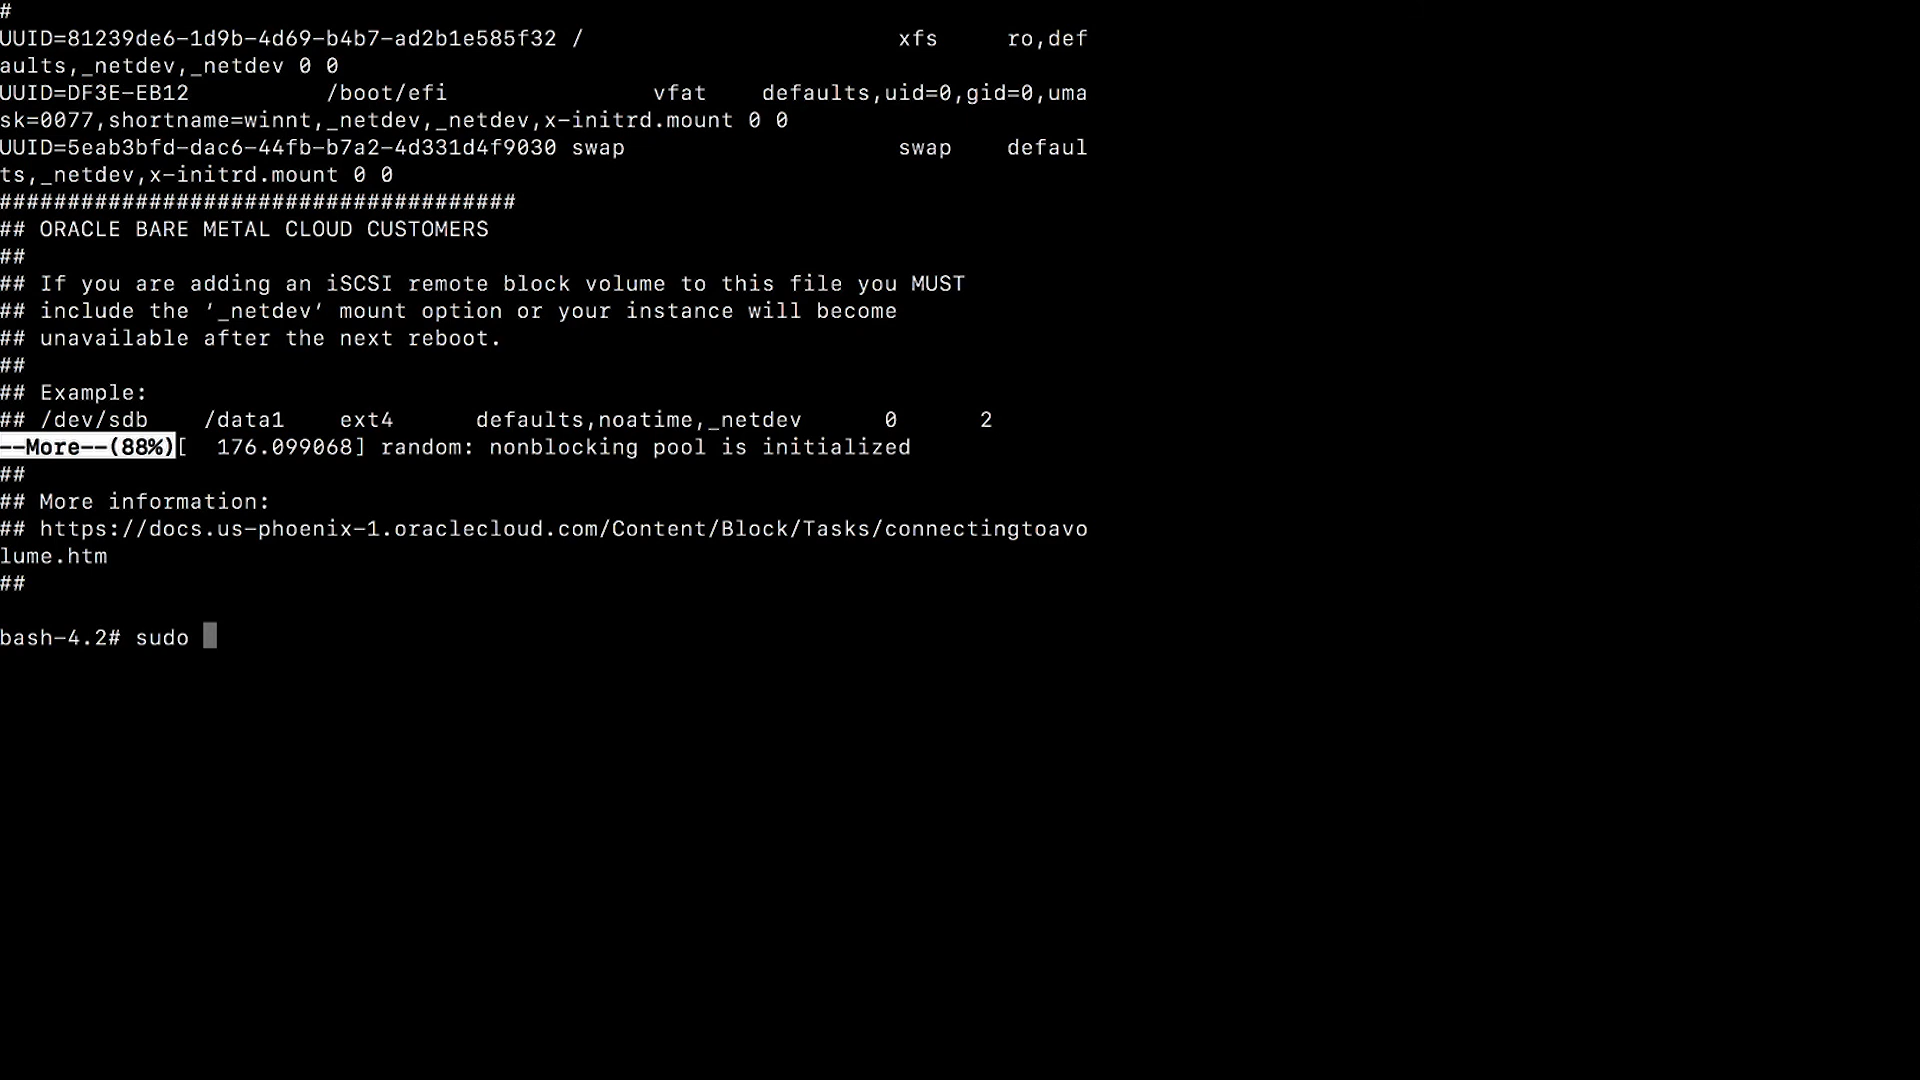 #
UUID=81239de6-1d9b-4d69-b4b7-ad2b1e585f32 / xfs ro,def
aults,_netdev,_netdev 0 0
UUID=DF3E-EB12 /boot/efi vfat defaults,uid=0,gid=0,uma
sk=0077,shortname=winnt,_netdev,_netdev,x-initrd.mount 0 0
UUID=5eab3bfd-dac6-44fb-b7a2-4d331d4f9030 swap swap defaul
ts,_netdev,x-initrd.mount 0 0
######################################
## ORACLE BARE METAL CLOUD CUSTOMERS
##
## If you are adding an iSCSI remote block volume to this file you MUST
## include the ‘_netdev’ mount option or your instance will become
## unavailable after the next reboot.
##
## Example:
## /dev/sdb /data1 ext4 defaults,noatime,_netdev 0 2
--More--(88%)[ 176.099068] random: nonblocking pool is initialized
##
## More information:
## https://docs.us-phoenix-1.oraclecloud.com/Content/Block/Tasks/connectingtoavo
lume.htm
##
bash-4.2# sudo